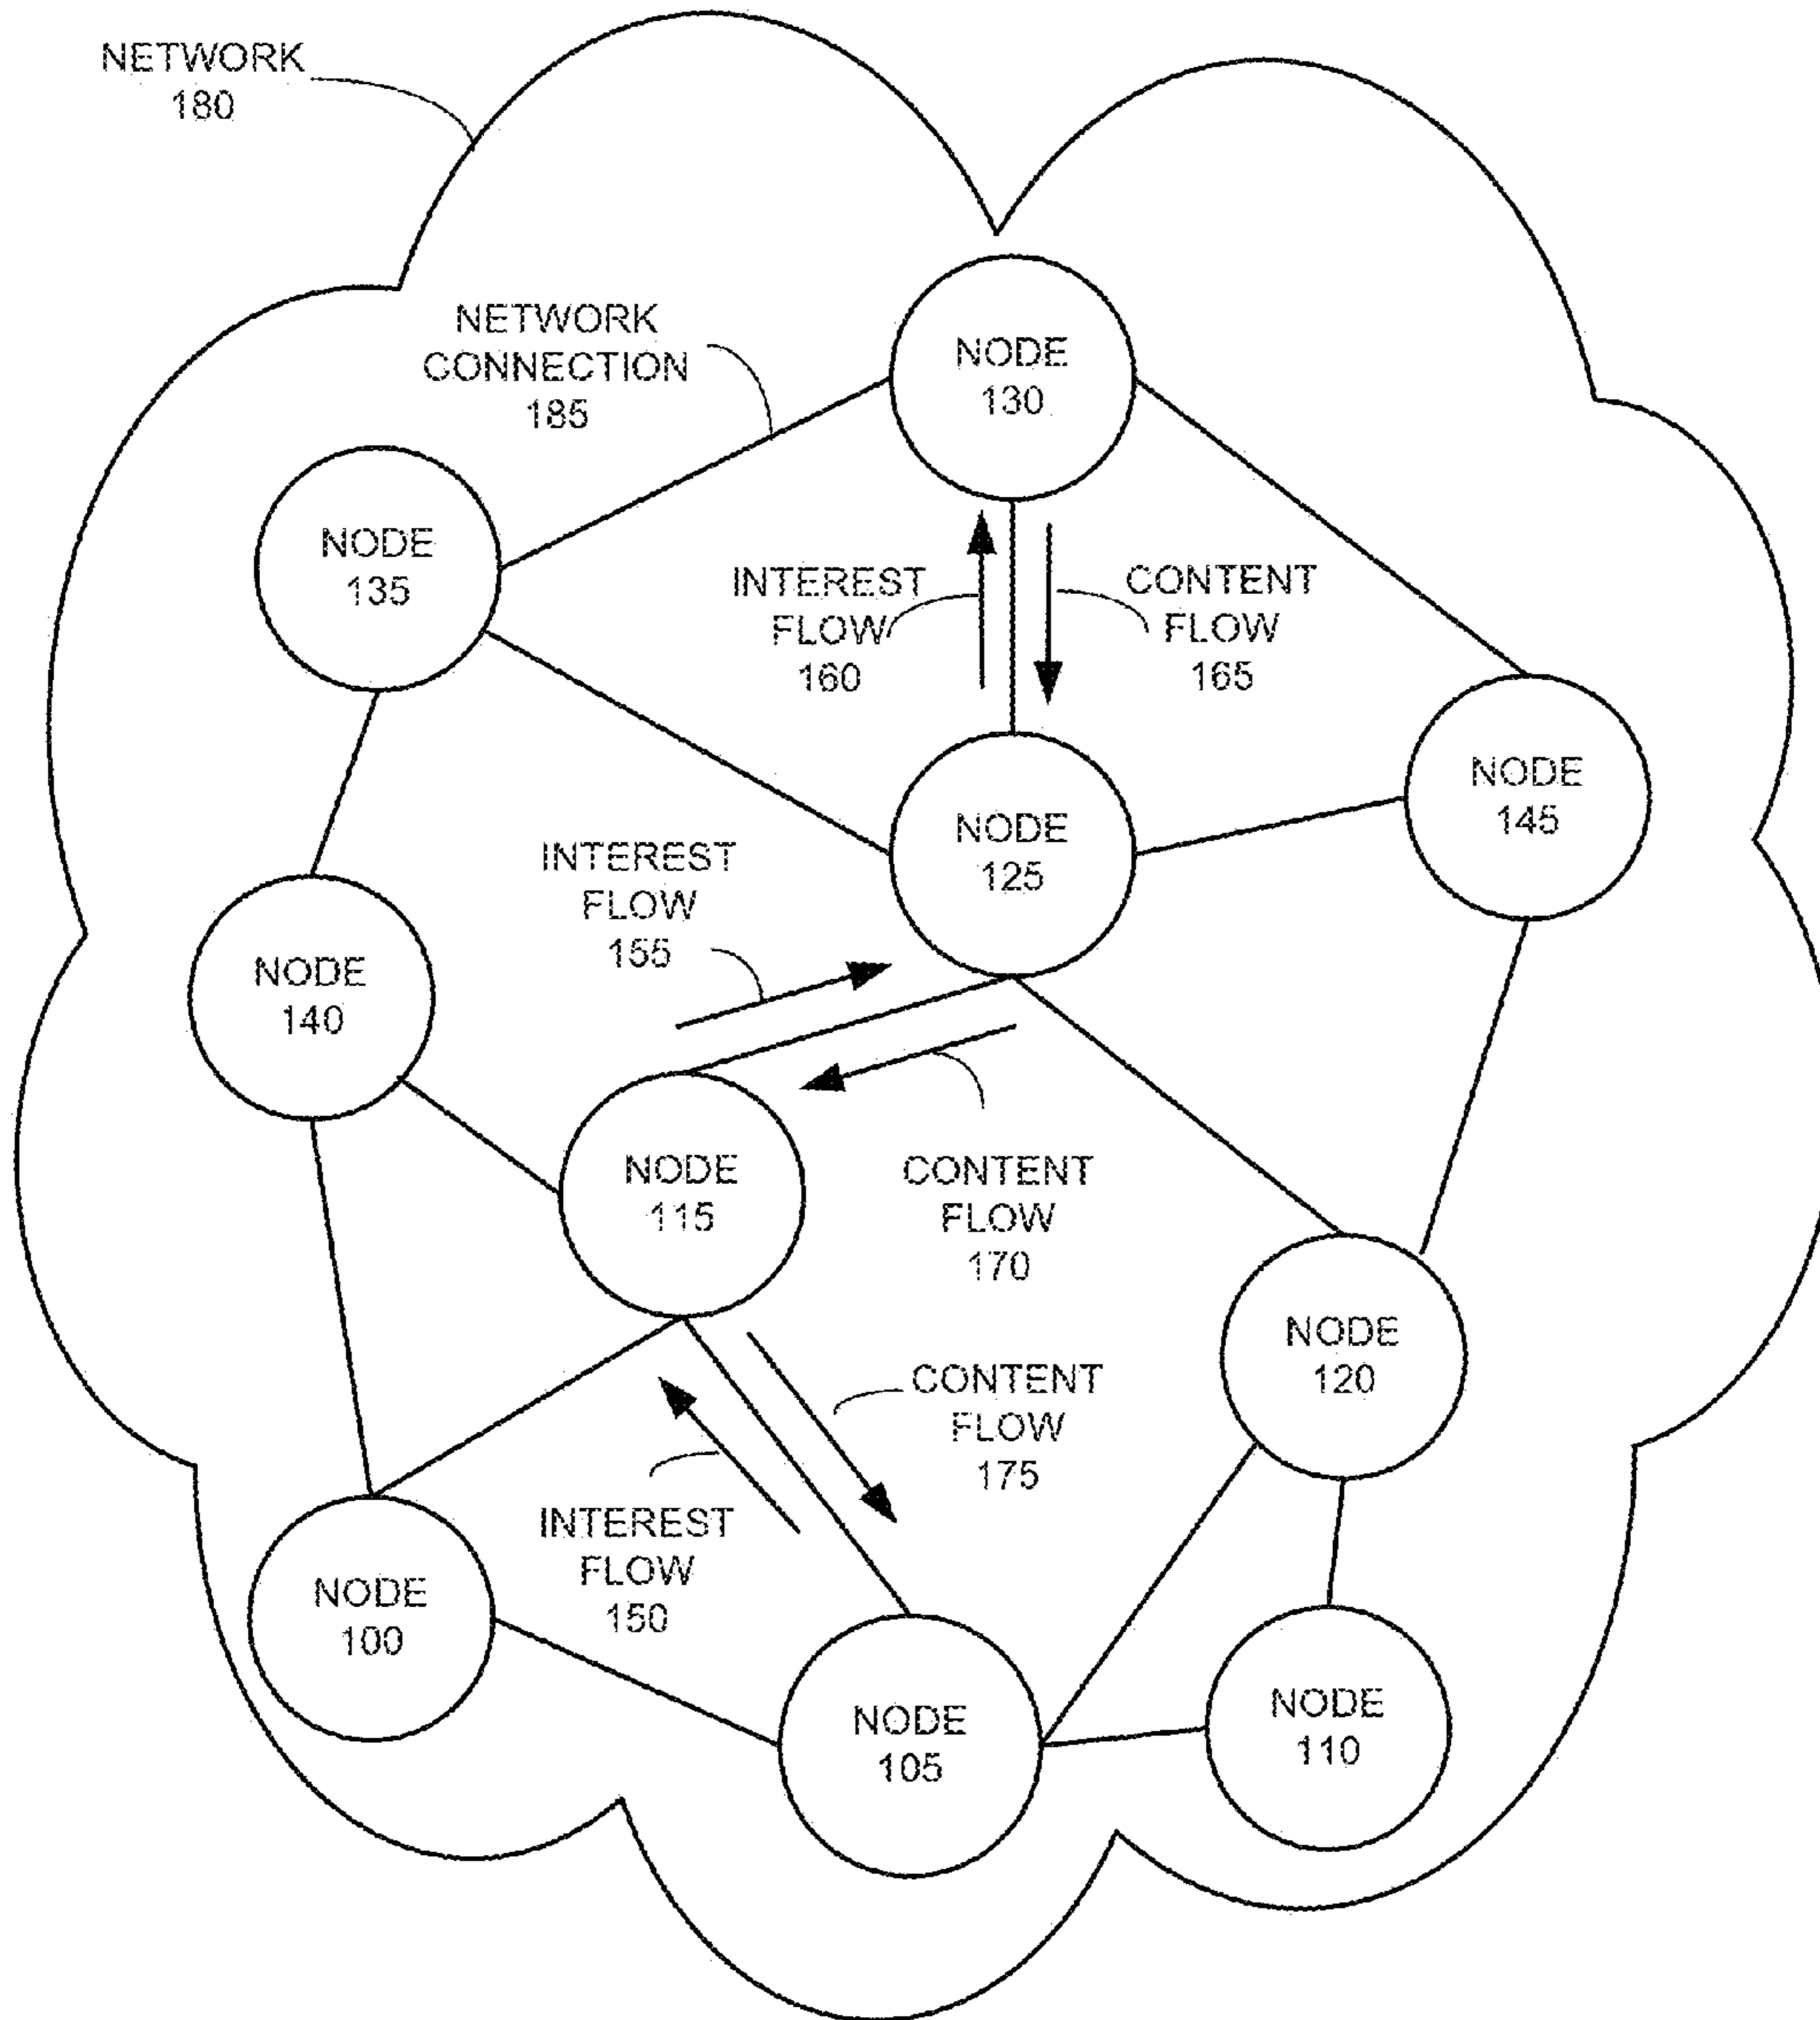 NETWORK
180
NETWORK
CONNECTION
185
NODE
130
NODE
135
INTEREST
FLOW
160
CONTENT
FLOW
165
NODE
145
NODE
125
INTEREST
FLOW
155
NODE
140
NODE
115
CONTENT
FLOW
170
NODE
120
CONTENT
FLOW
175
INTEREST
FLOW
150
NODE
100
NODE
105
NODE
110